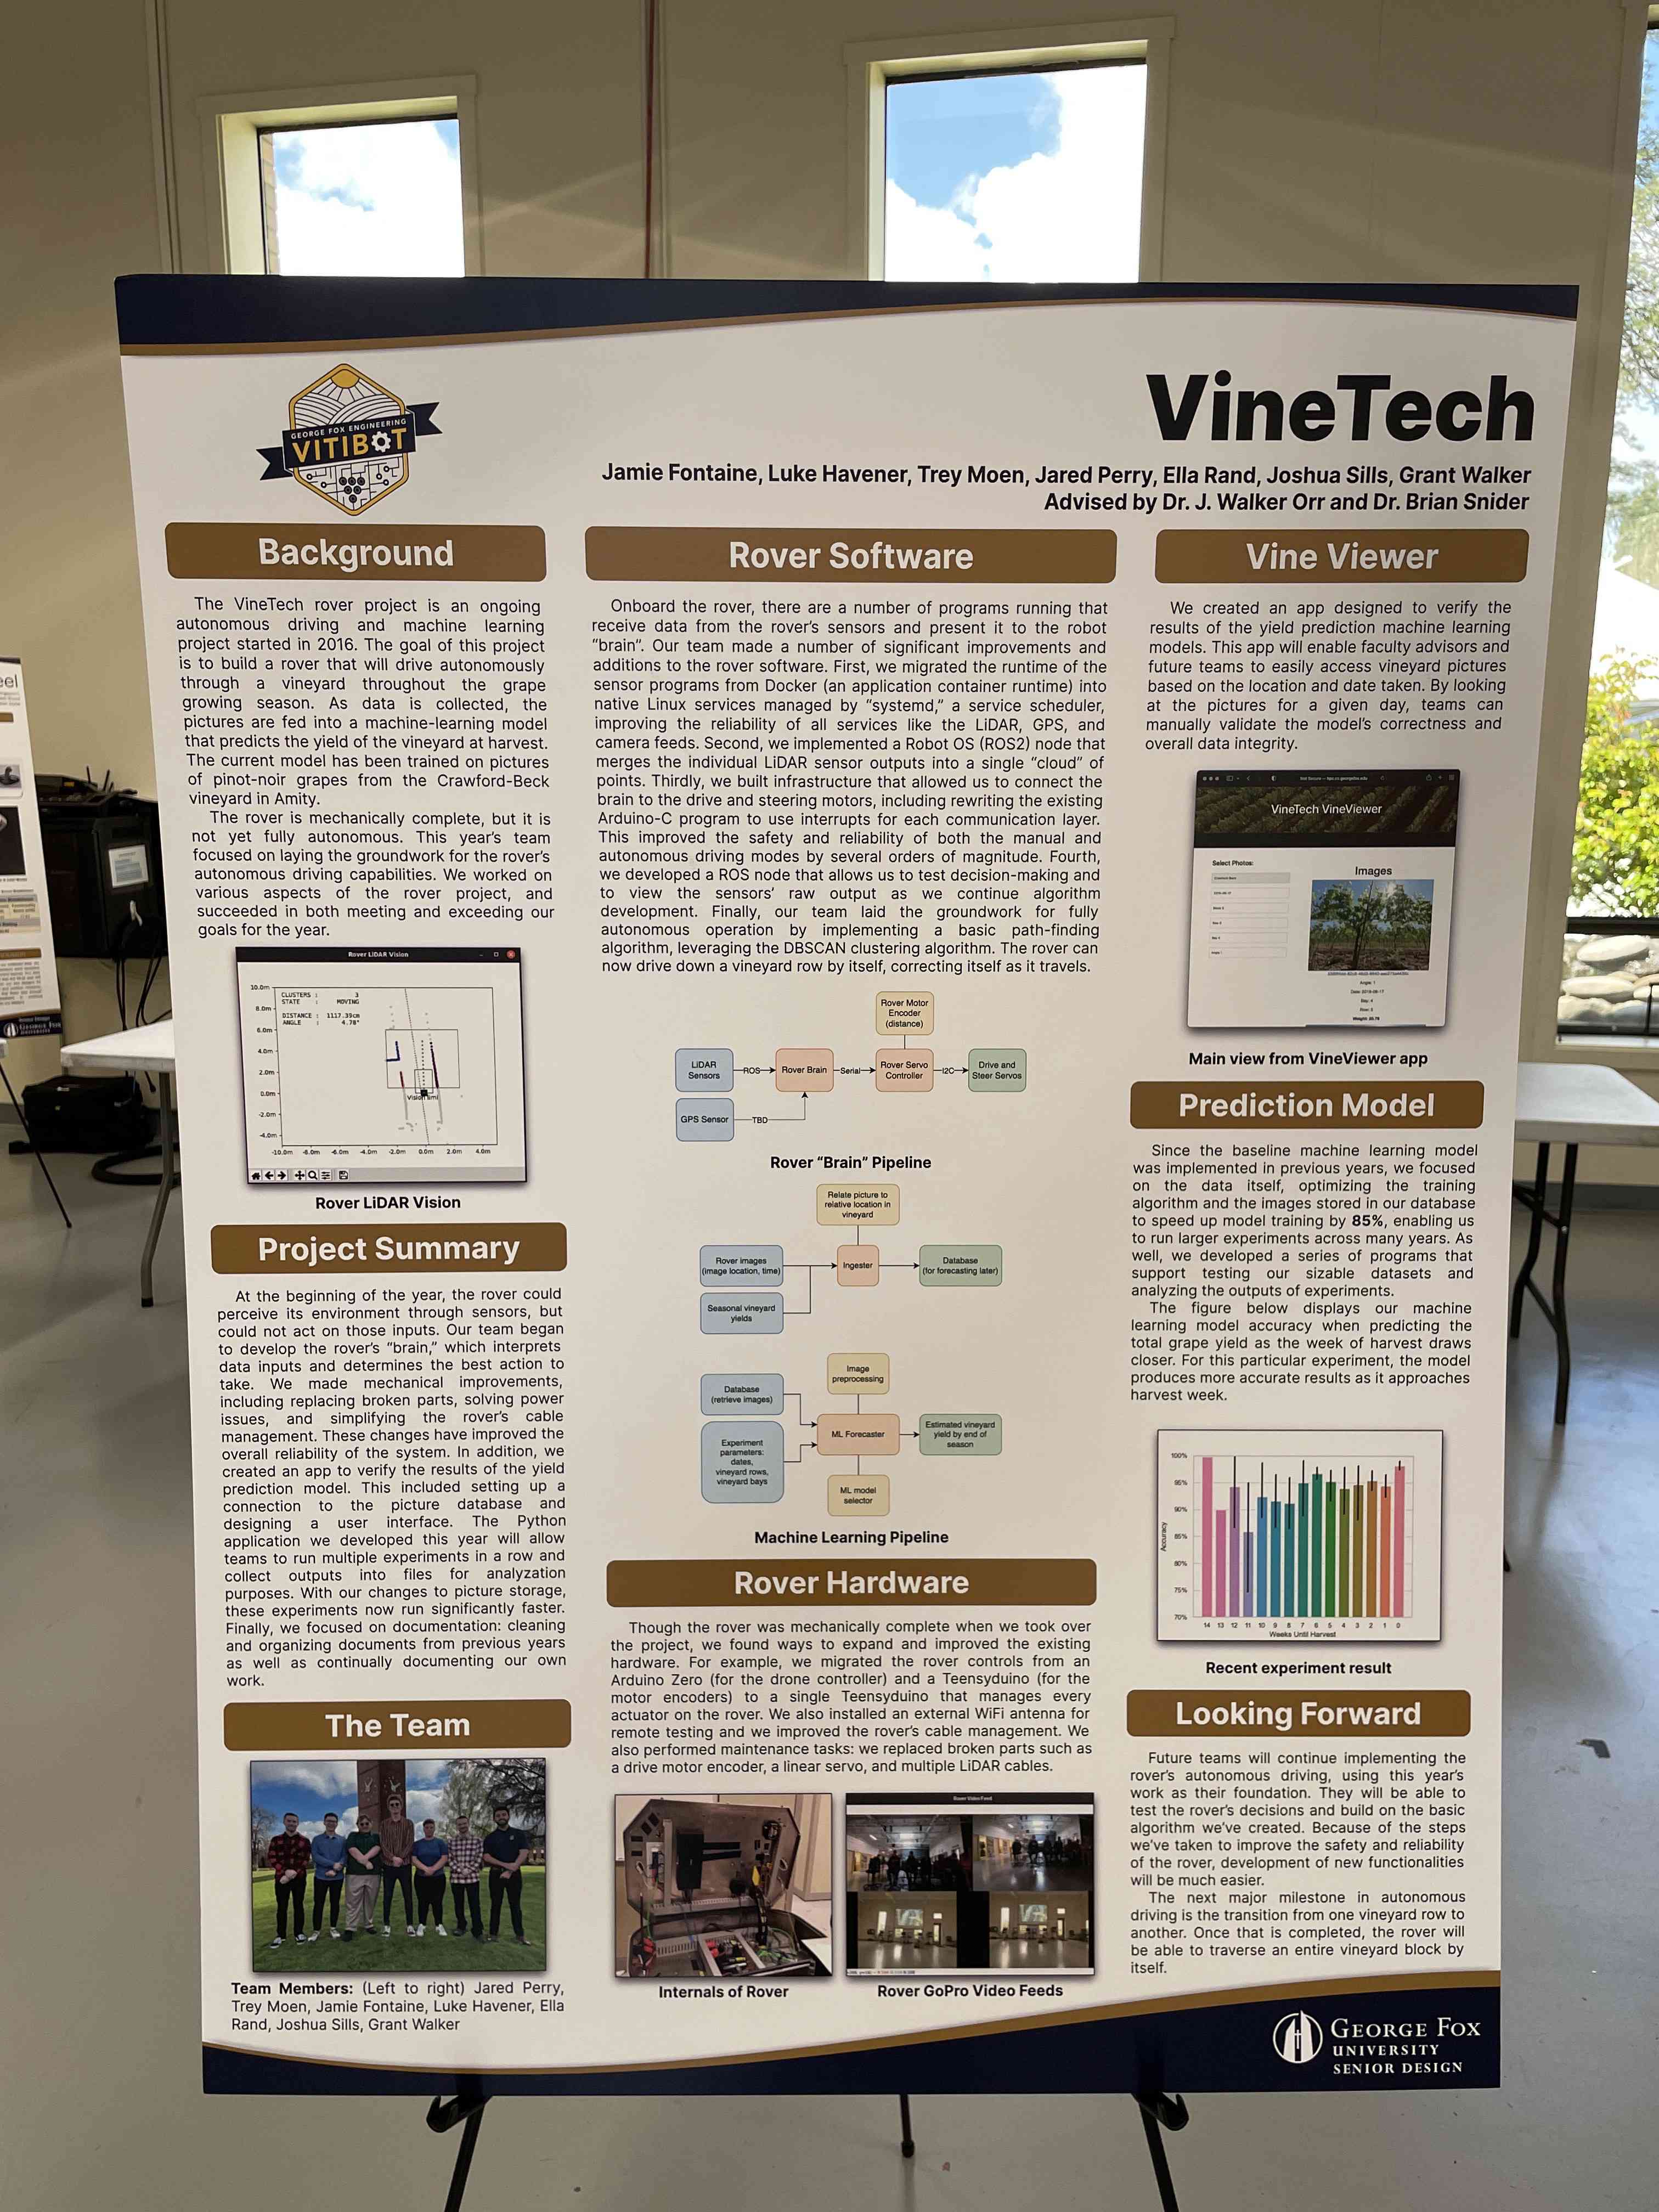 GEORGE FOX ENGINEERING
VITIBOT
VineTech
Jamie Fontaine, Luke Havener, Trey Moen, Jared Perry, Ella Rand, Joshua Sills, Grant Walker
Advised by Dr. J. Walker Orr and Dr. Brian Snider
Background
The VineTech rover project is an ongoing
autonomous driving and machine learning
project started in 2016. The goal of this project
is to build a rover that will drive autonomously
through a vineyard throughout the grape
growing season. As data is collected, the
pictures are fed into a machine-learning model
that predicts the yield of the vineyard at harvest.
The current model has been trained on pictures
of pinot-noir grapes from the Crawford-Beck
vineyard in Amity.
The rover is mechanically complete, but it is
not yet fully autonomous. This year's team
focused on laying the groundwork for the rover's
autonomous driving capabilities. We worked on
various aspects of the rover project, and
succeeded in both meeting and exceeding our
goals for the year.
Rover LiDAR Vision
CLUSTERS : 3
STATE : MOVING
DISTANCE : 1117.39cm
ANGLE : 4.78°
10.0m
8.0m
6.0m
4.0m
2.0m
0.0m
-2.0m
-4.0m
-10.0m -8.0m -6.0m -4.0m -2.0m 0.0m 2.0m 4.0m
Rover LiDAR Vision
Project Summary
At the beginning of the year, the rover could
perceive its environment through sensors, but
could not act on those inputs. Our team began
to develop the rover's "brain," which interprets
data inputs and determines the best action to
take. We made mechanical improvements,
including replacing broken parts, solving power
issues, and simplifying the rover's cable
management. These changes have improved the
overall reliability of the system. In addition, we
created an app to verify the results of the yield
prediction model. This included setting up a
connection to the picture database and
designing a user interface. The Python
application we developed this year will allow
teams to run multiple experiments in a row and
collect outputs into files for analyzation
purposes. With our changes to picture storage,
these experiments now run significantly faster.
Finally, we focused on documentation: cleaning
and organizing documents from previous years
as well as continually documenting our own
work.
The Team
Team Members: (Left to right) Jared Perry,
Trey Moen, Jamie Fontaine, Luke Havener, Ella
Rand, Joshua Sills, Grant Walker
Rover Software
Onboard the rover, there are a number of programs running that
receive data from the rover's sensors and present it to the robot
"brain". Our team made a number of significant improvements and
additions to the rover software. First, we migrated the runtime of the
sensor programs from Docker (an application container runtime) into
native Linux services managed by "systemd," a service scheduler,
improving the reliability of all services like the LiDAR, GPS, and
camera feeds. Second, we implemented a Robot OS (ROS2) node that
merges the individual LiDAR sensor outputs into a single "cloud" of
points. Thirdly, we built infrastructure that allowed us to connect the
brain to the drive and steering motors, including rewriting the existing
Arduino-C program to use interrupts for each communication layer.
This improved the safety and reliability of both the manual and
autonomous driving modes by several orders of magnitude. Fourth,
we developed a ROS node that allows us to test decision-making and
to view the sensors' raw output as we continue algorithm
development. Finally, our team laid the groundwork for fully
autonomous operation by implementing a basic path-finding
algorithm, leveraging the DBSCAN clustering algorithm. The rover can
now drive down a vineyard row by itself, correcting itself as it travels.
Rover Motor
Encoder
(distance)
LiDAR
Sensors
ROS
Rover Brain
Serial
Rover Servo
Controller
I2C
Drive and
Steer Servos
GPS Sensor
TBD
Rover "Brain" Pipeline
Relate picture to
relative location in
vineyard
Rover images
(image location, time)
Ingester
Database
(for forecasting later)
Seasonal vineyard
yields
Image
preprocessing
Database
(retrieve images)
ML Forecaster
Estimated vineyard
yield by end of
season
Experiment
parameters:
dates,
vineyard rows,
vineyard bays
ML model
selector
Machine Learning Pipeline
Rover Hardware
Though the rover was mechanically complete when we took over
the project, we found ways to expand and improved the existing
hardware. For example, we migrated the rover controls from an
Arduino Zero (for the drone controller) and a Teensyduino (for the
motor encoders) to a single Teensyduino that manages every
actuator on the rover. We also installed an external WiFi antenna for
remote testing and we improved the rover's cable management. We
also performed maintenance tasks: we replaced broken parts such as
a drive motor encoder, a linear servo, and multiple LiDAR cables.
Internals of Rover
Rover Video Feed
Rover GoPro Video Feeds
Vine Viewer
We created an app designed to verify the
results of the yield prediction machine learning
models. This app will enable faculty advisors and
future teams to easily access vineyard pictures
based on the location and date taken. By looking
at the pictures for a given day, teams can
manually validate the model's correctness and
overall data integrity.
VineTech VineViewer
Select Photos:
Images
Main view from VineViewer app
Prediction Model
Since the baseline machine learning model
was implemented in previous years, we focused
on the data itself, optimizing the training
algorithm and the images stored in our database
to speed up model training by 85%, enabling us
to run larger experiments across many years. As
well, we developed a series of programs that
support testing our sizable datasets and
analyzing the outputs of experiments.
The figure below displays our machine
learning model accuracy when predicting the
total grape yield as the week of harvest draws
closer. For this particular experiment, the model
produces more accurate results as it approaches
harvest week.
100%
95%
90%
85%
80%
75%
70%
Accuracy
14 13 12 11 10 9 8 7 6 5 4 3 2 1 0
Weeks Until Harvest
Recent experiment result
Looking Forward
Future teams will continue implementing the
rover's autonomous driving, using this year's
work as their foundation. They will be able to
test the rover's decisions and build on the basic
algorithm we've created. Because of the steps
we've taken to improve the safety and reliability
of the rover, development of new functionalities
will be much easier.
The next major milestone in autonomous
driving is the transition from one vineyard row to
another. Once that is completed, the rover will
be able to traverse an entire vineyard block by
itself.
GEORGE FOX
UNIVERSITY
SENIOR DESIGN